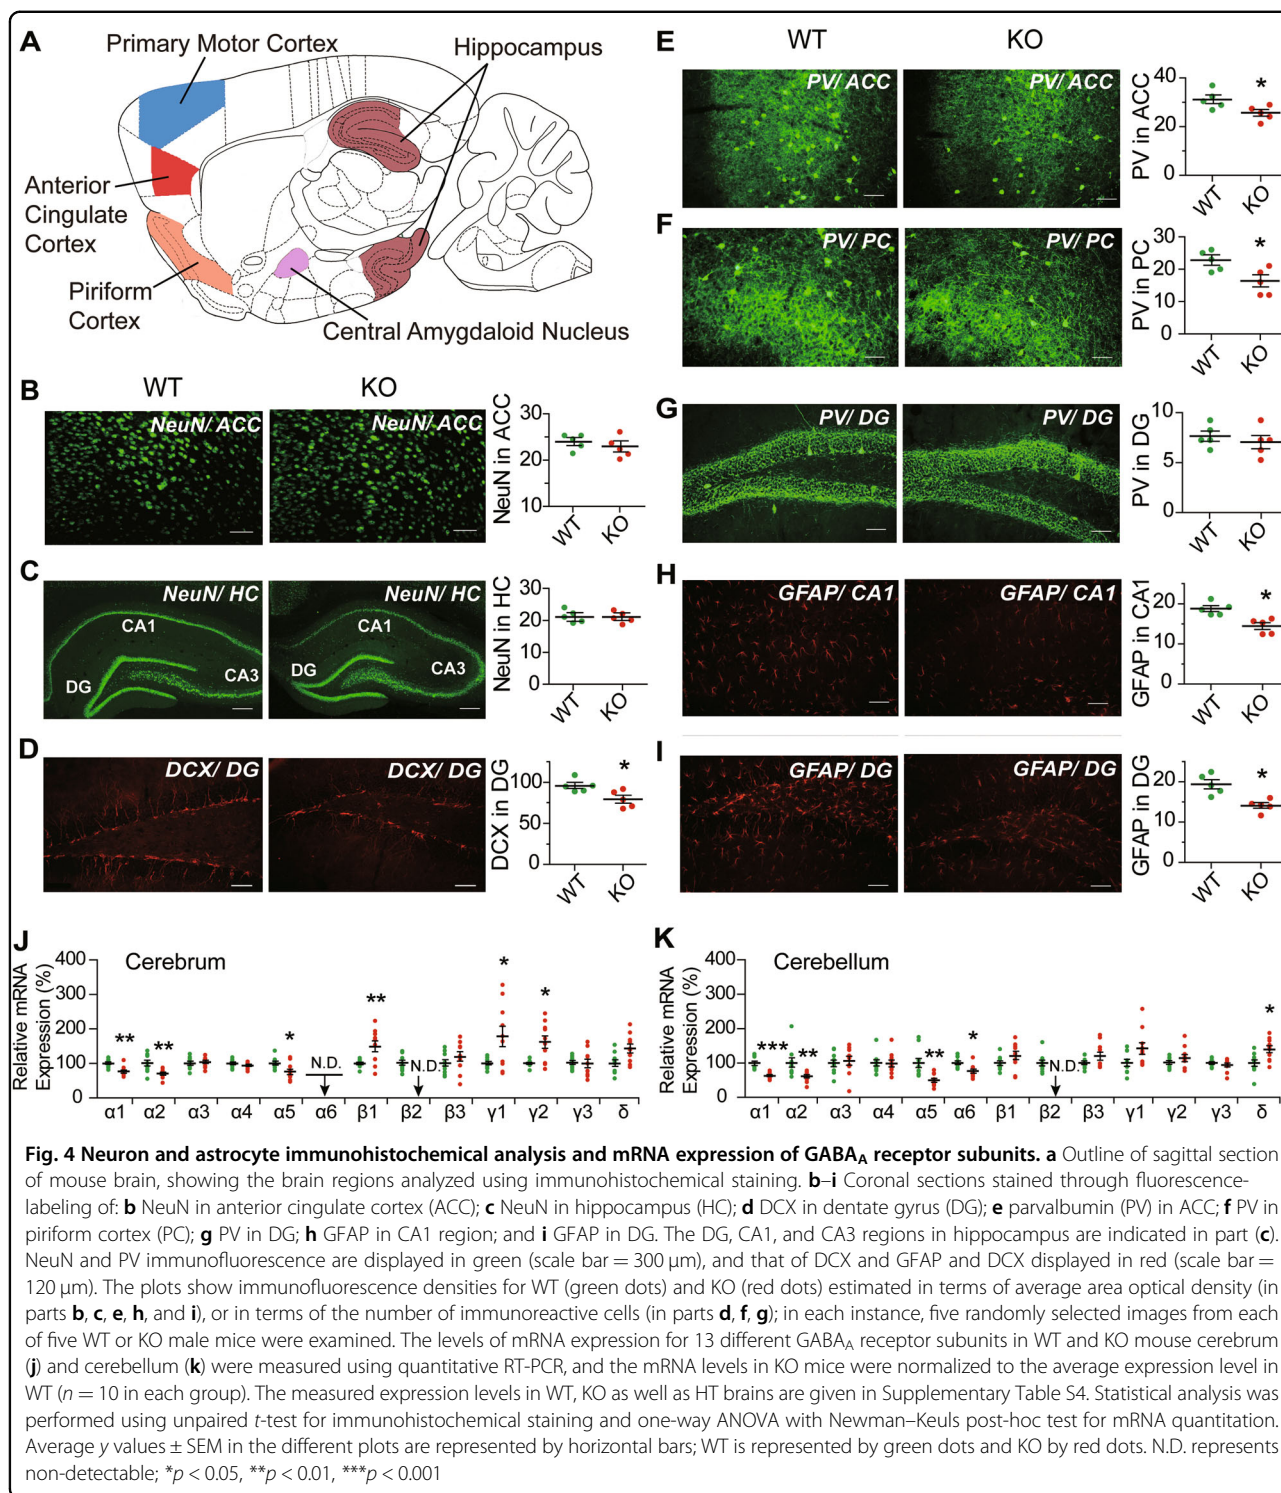 A
Primary Motor Cortex
Hippocampus
Anterior
Cingulate
Cortex
Piriform
Cortex
Central Amygdaloid Nucleus
B
WT
KO
NeuN/ ACC
NeuN/ ACC
NeuN in ACC
30
20
10
WT
KO
C
NeuN/ HC
NeuN/ HC
CA1
DG
CA3
CA1
DG
CA3
NeuN in HC
30
20
10
0
WT
KO
D
DCX/ DG
DCX/ DG
DCX in DG
100
50
0
*
WT
KO
E
WT
KO
PV/ ACC
PV/ ACC
PV in ACC
40
20
0
*
WT
KO
F
PV/ PC
PV/ PC
PV in PC
30
20
10
0
*
WT
KO
G
PV/ DG
PV/ DG
PV in DG
10
5
0
WT
KO
H
GFAP/ CA1
GFAP/ CA1
GFAP in CA1
20
10
0
*
WT
KO
I
GFAP/ DG
GFAP/ DG
GFAP in DG
20
10
0
*
WT
KO
J
Cerebrum
Relative mRNA
Expression (%)
400
300
200
100
0
** ** * N.D. ** N.D. * *
α1 α2 α3 α4 α5 α6 β1 β2 β3 γ1 γ2 γ3 δ
K
Cerebellum
Relative mRNA
Expression (%)
400
300
200
100
0
*** ** ** * N.D. *
α1 α2 α3 α4 α5 α6 β1 β2 β3 γ1 γ2 γ3 δ
Fig. 4 Neuron and astrocyte immunohistochemical analysis and mRNA expression of GABAA receptor subunits. a Outline of sagittal section
of mouse brain, showing the brain regions analyzed using immunohistochemical staining. b–i Coronal sections stained through fluorescence-
labeling of: b NeuN in anterior cingulate cortex (ACC); c NeuN in hippocampus (HC); d DCX in dentate gyrus (DG); e parvalbumin (PV) in ACC; f PV in
piriform cortex (PC); g PV in DG; h GFAP in CA1 region; and i GFAP in DG. The DG, CA1, and CA3 regions in hippocampus are indicated in part (c).
NeuN and PV immunofluorescence are displayed in green (scale bar = 300 µm), and that of DCX and GFAP and DCX displayed in red (scale bar =
120 µm). The plots show immunofluorescence densities for WT (green dots) and KO (red dots) estimated in terms of average area optical density (in
parts b, c, e, h, and i), or in terms of the number of immunoreactive cells (in parts d, f, g); in each instance, five randomly selected images from each
of five WT or KO male mice were examined. The levels of mRNA expression for 13 different GABAA receptor subunits in WT and KO mouse cerebrum
(j) and cerebellum (k) were measured using quantitative RT-PCR, and the mRNA levels in KO mice were normalized to the average expression level in
WT (n = 10 in each group). The measured expression levels in WT, KO as well as HT brains are given in Supplementary Table S4. Statistical analysis was
performed using unpaired t-test for immunohistochemical staining and one-way ANOVA with Newman–Keuls post-hoc test for mRNA quantitation.
Average y values ± SEM in the different plots are represented by horizontal bars; WT is represented by green dots and KO by red dots. N.D. represents
non-detectable; *p < 0.05, **p < 0.01, ***p < 0.001